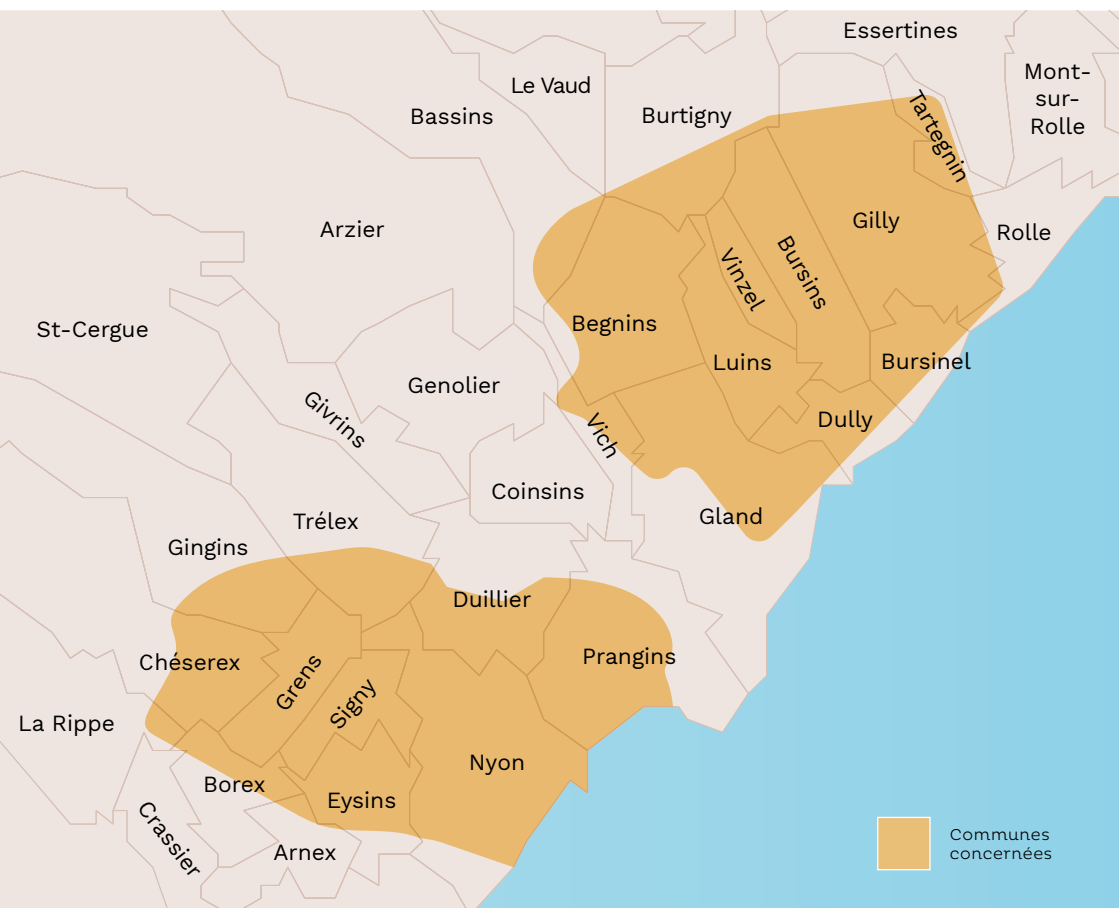 Essertines
Le Vaud
Mont-
sur-
Rolle
Bassins
Burtigny
Tartegnin
Arzier
Gilly
Rolle
Vinzel
Bursins
St-Cergue
Begnins
Luins
Bursinel
Genolier
Givrins
Vich
Dully
Coinsins
Trélex
Gland
Gingins
Duillier
Chéserex
Grens
Prangins
Signy
La Rippe
Nyon
Borex
Eysins
Crassier
Arnex
Communes
concernées